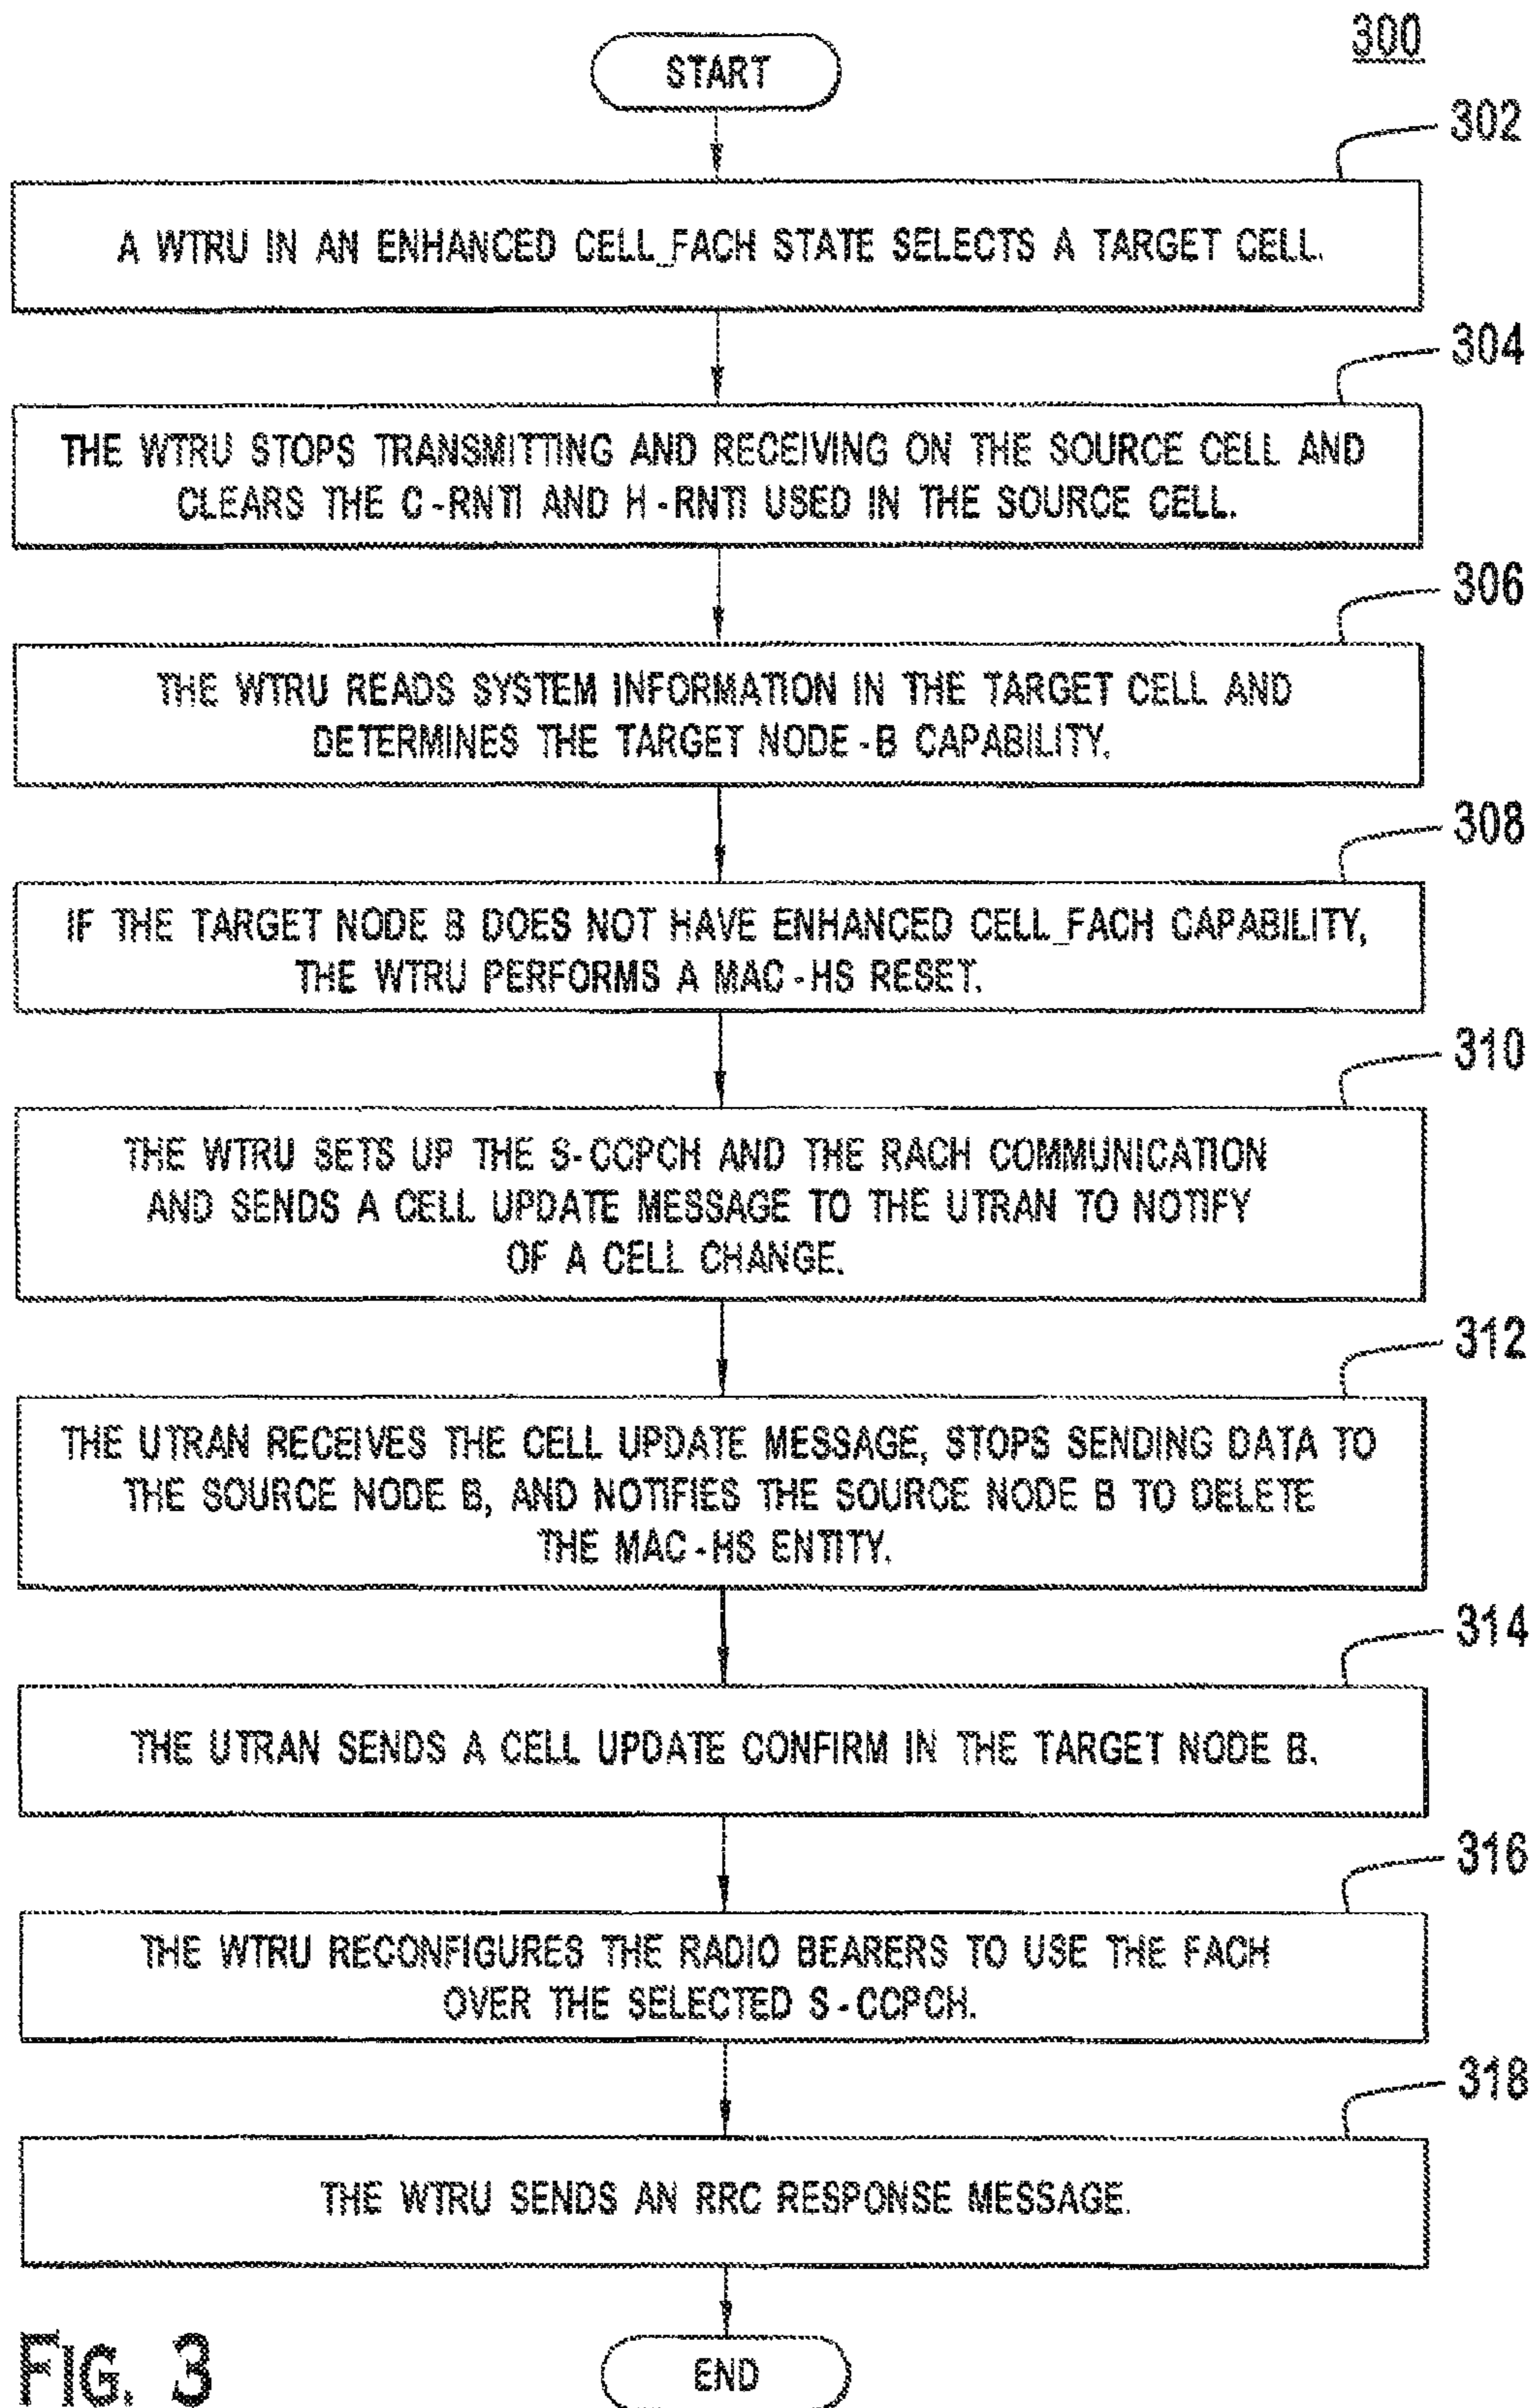 300
START
302
A WTRU IN AN ENHANCED CELL_FACH STATE SELECTS A TARGET CELL.
304
THE WTRU STOPS TRANSMITTING AND RECEIVING ON THE SOURCE CELL AND
CLEARS THE C-RNTI AND H-RNTI USED IN THE SOURCE CELL.
306
THE WTRU READS SYSTEM INFORMATION IN THE TARGET CELL AND
DETERMINES THE TARGET NODE-B CAPABILITY.
308
IF THE TARGET NODE B DOES NOT HAVE ENHANCED CELL_FACH CAPABILITY,
THE WTRU PERFORMS A MAC-HS RESET.
310
THE WTRU SETS UP THE S-CCPCH AND THE RACH COMMUNICATION
AND SENDS A CELL UPDATE MESSAGE TO THE UTRAN TO NOTIFY
OF A CELL CHANGE.
312
THE UTRAN RECEIVES THE CELL UPDATE MESSAGE, STOPS SENDING DATA TO
THE SOURCE NODE B, AND NOTIFIES THE SOURCE NODE B TO DELETE
THE MAC-HS ENTITY.
314
THE UTRAN SENDS A CELL UPDATE CONFIRM IN THE TARGET NODE B.
316
THE WTRU RECONFIGURES THE RADIO BEARERS TO USE THE FACH
OVER THE SELECTED S-CCPCH.
318
THE WTRU SENDS AN RRC RESPONSE MESSAGE.
END
FIG. 3